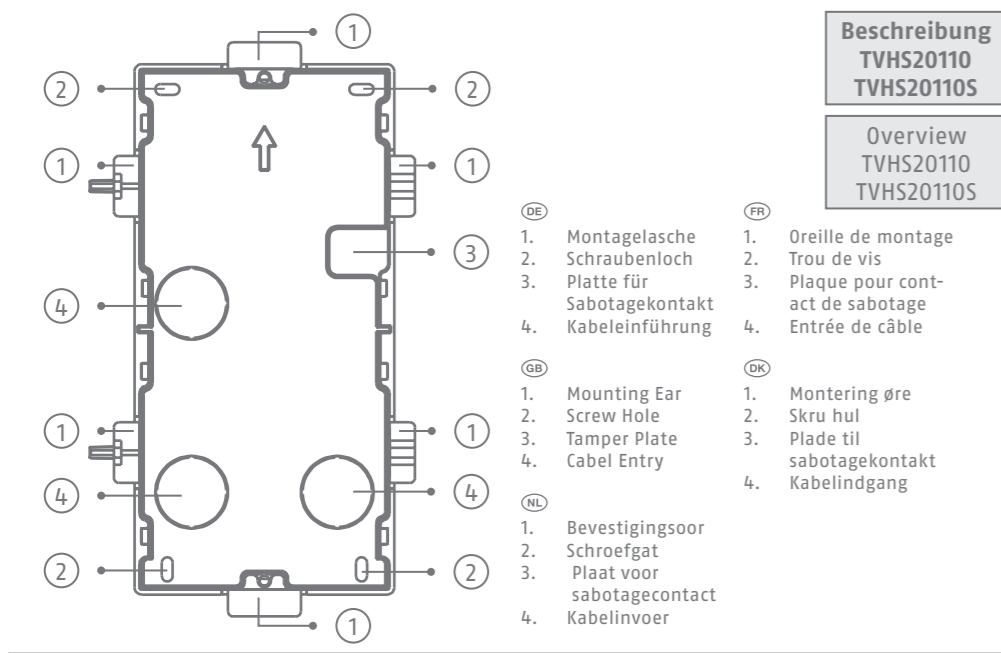 1
2
2
1
1
3
4
1
1
4
4
2
2
1
Beschreibung
TVHS20110
TVHS20110S
Overview
TVHS20110
TVHS20110S
DE
1. Montagelasche
2. Schraubenloch
3. Platte für
Sabotagekontakt
4. Kabeleinführung
GB
1. Mounting Ear
2. Screw Hole
3. Tamper Plate
4. Cabel Entry
NL
1. Bevestigingsoor
2. Schroefgat
3. Plaat voor
sabotagecontact
4. Kabelinvoer
FR
1. Oreille de montage
2. Trou de vis
3. Plaque pour cont-
act de sabotage
4. Entrée de câble
DK
1. Montering øre
2. Skru hul
3. Plade til
sabotagekontakt
4. Kabelindgang